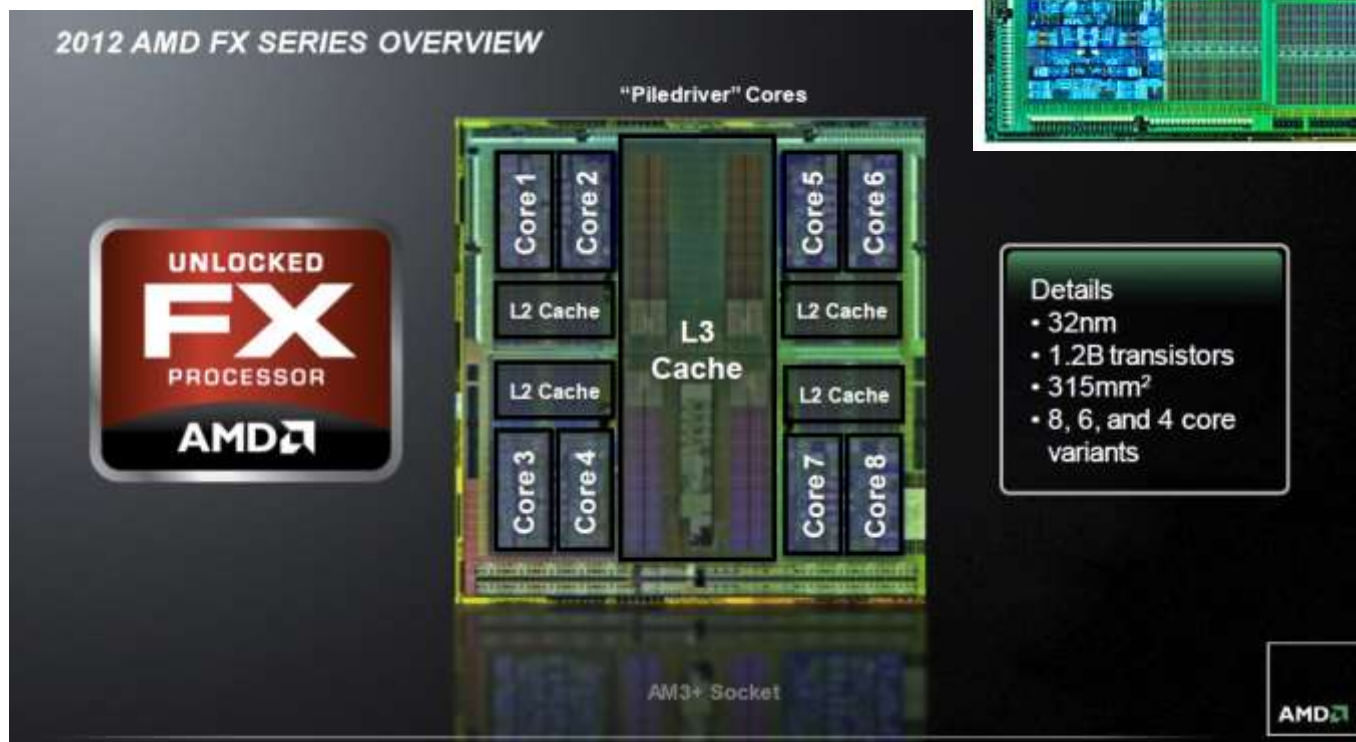 2012 AMD FX SERIES OVERVIEW
"Piledriver" Cores
UNLOCKED
FX
PROCESSOR
AMD
Core 1
Core 2
L2 Cache
L2 Cache
Core 3
Core 4
L3
Cache
Core 5
Core 6
L2 Cache
L2 Cache
Core 7
Core 8
Details
• 32nm
• 1.2B transistors
• 315mm²
• 8, 6, and 4 core
variants
AM3+ Socket
AMD